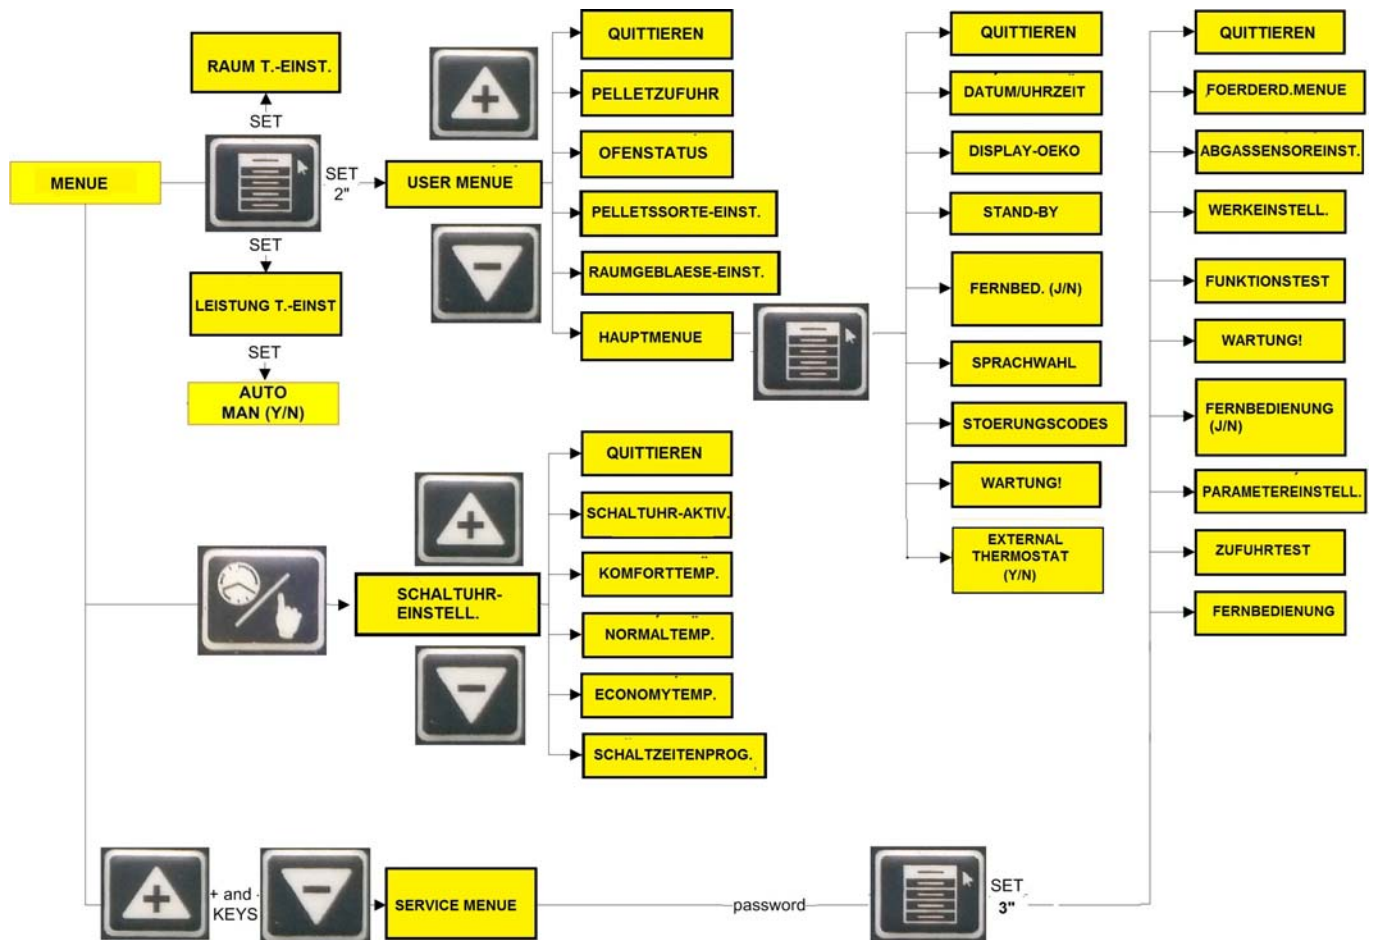 MENUE
RAUM T.-EINST.
SET
SET
2"
SET
LEISTUNG T.-EINST
SET
AUTO
MAN (Y/N)
USER MENUE
+
-
QUITTIEREN
PELLETZUFUHR
OFENSTATUS
PELLETSSORTE-EINST.
RAUMGEBLAESE-EINST.
HAUPTMENUE
QUITTIEREN
DATUM/UHRZEIT
DISPLAY-OEKO
STAND-BY
FERNBED. (J/N)
SPRACHWAHL
STOERUNGSCODES
WARTUNG!
EXTERNAL
THERMOSTAT
(Y/N)
SCHALTUHR-
EINSTELL.
+
-
QUITTIEREN
SCHALTUHR-AKTIV.
KOMFORTTEMP.
NORMALTEMP.
ECONOMYTEMP.
SCHALTZEITENPROG.
+
+ and -
KEYS
-
SERVICE MENUE
password
SET
3"
QUITTIEREN
FOERDERD.MENUE
ABGASSENSOREINST.
WERKEINSTELL.
FUNKTIONSTEST
WARTUNG!
FERNBEDIENUNG
(J/N)
PARAMETEREINSTELL.
ZUFUHRTEST
FERNBEDIENUNG